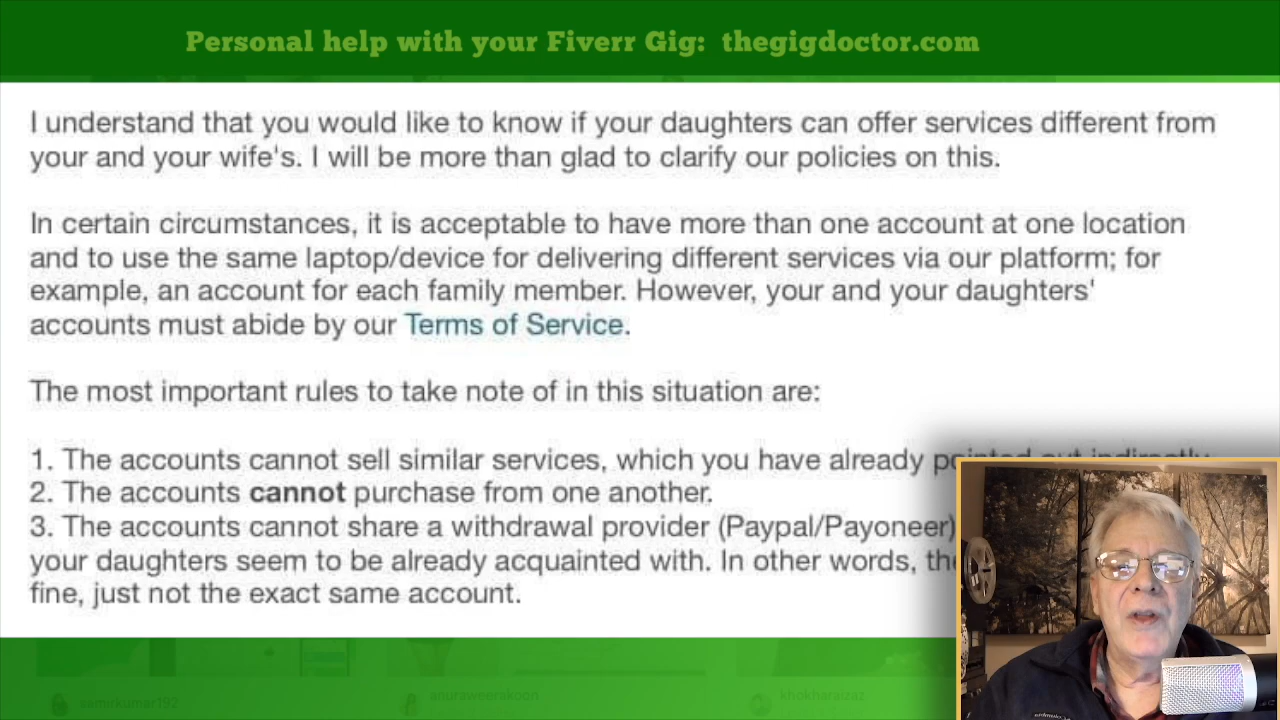 Personal help with your Fiverr Gig: thegigdoctor.com
I understand that you would like to know if your daughters can offer services different from
your and your wife's. I will be more than glad to clarify our policies on this.
In certain circumstances, it is acceptable to have more than one account at one location
and to use the same laptop/device for delivering different services via our platform; for
example, an account for each family member. However, your and your daughters'
accounts must abide by our Terms of Service.
The most important rules to take note of in this situation are:
1. The accounts cannot sell similar services, which you have already pointed out indirectly
2. The accounts cannot purchase from one another.
3. The accounts cannot share a withdrawal provider (Paypal/Payoneer)
your daughters seem to be already acquainted with. In other words,
fine, just not the exact same account.
samirkumar192
anuraweerakoon
khokharaizaz